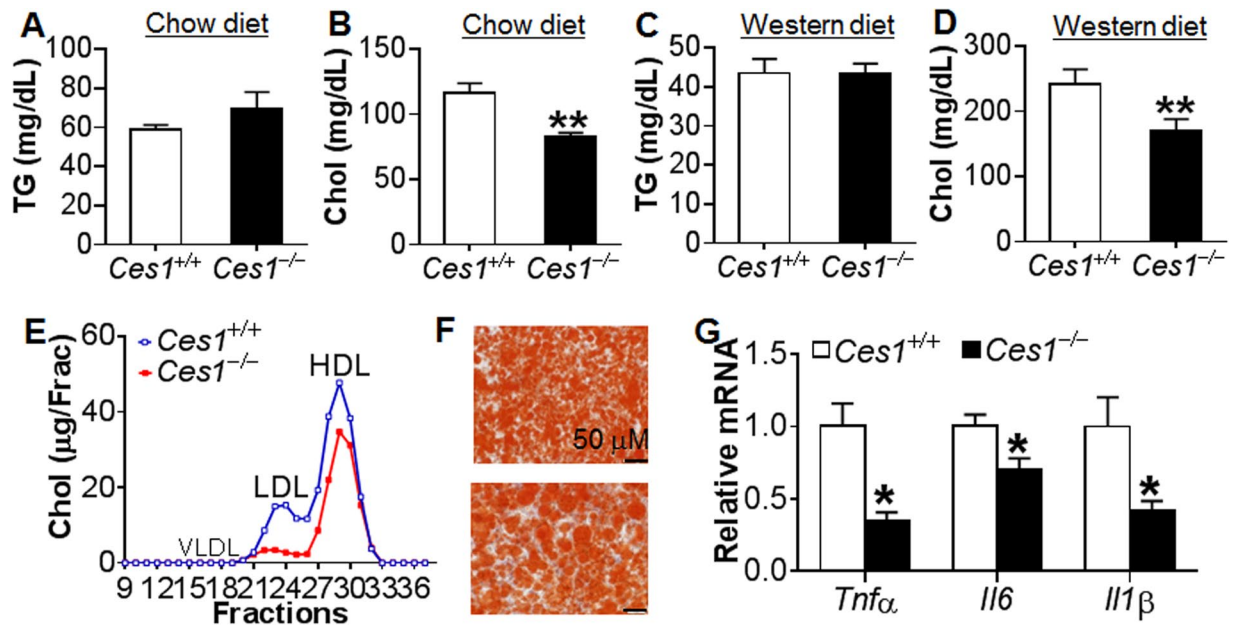 A
Chow diet
TG (mg/dL)
100
80
60
40
20
0
Ces1+/+ Ces1−/−
B
Chow diet
Chol (mg/dL)
150
100
50
0
**
Ces1+/+ Ces1−/−
C
Western diet
TG (mg/dL)
50
40
30
20
10
0
Ces1+/+ Ces1−/−
D
Western diet
Chol (mg/dL)
300
200
100
0
**
Ces1+/+ Ces1−/−
E
Chol (μg/Frac)
60
40
20
0
Ces1+/+
Ces1−/−
HDL
LDL
VLDL
9 12151821242730333 36
Fractions
F
50 μM
G
Relative mRNA
1.5
1.0
0.5
0.0
Ces1+/+ Ces1−/−
* * *
Tnfα Il6 Il1β